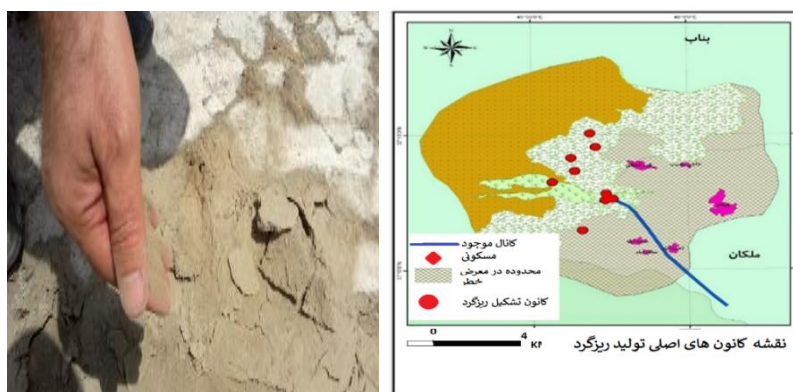 بناب
ملکان
کانال موجود
مسکونی
محدوده در معرض
خطر
کانون تشکیل ریزگرد
0 4
نقشه کانون های اصلی تولید ریزگرد